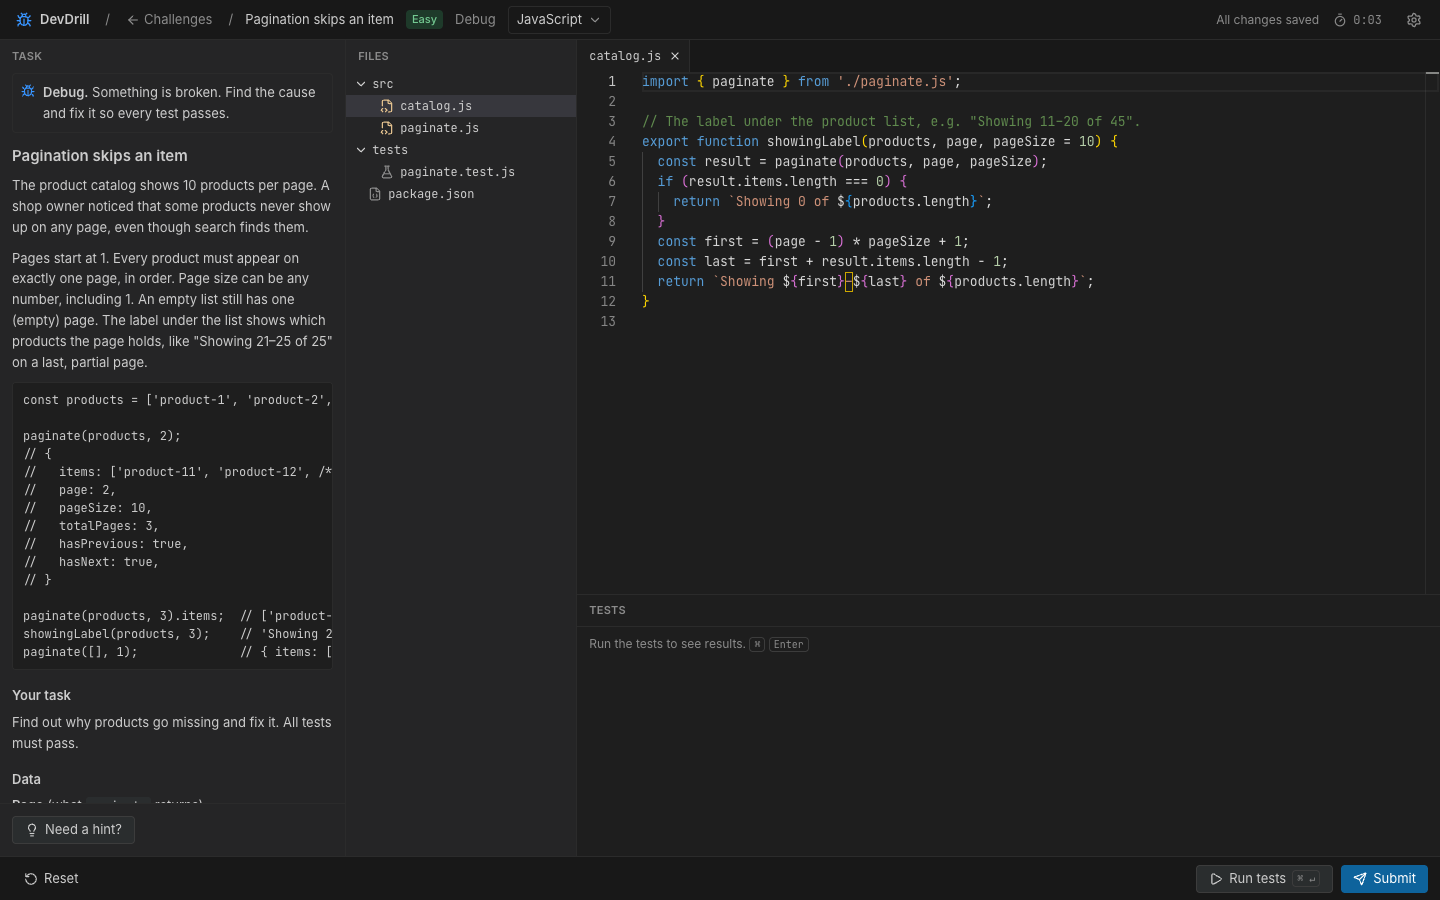 DevDrill / ← Challenges / Pagination skips an item Easy Debug JavaScript All changes saved 0:03
TASK
Debug. Something is broken. Find the cause
and fix it so every test passes.
Pagination skips an item
The product catalog shows 10 products per page. A
shop owner noticed that some products never show
up on any page, even though search finds them.
Pages start at 1. Every product must appear on
exactly one page, in order. Page size can be any
number, including 1. An empty list still has one
(empty) page. The label under the list shows which
products the page holds, like "Showing 21–25 of 25"
on a last, partial page.
const products = ['product-1', 'product-2',
paginate(products, 2);
// {
//   items: ['product-11', 'product-12', /*
//   page: 2,
//   pageSize: 10,
//   totalPages: 3,
//   hasPrevious: true,
//   hasNext: true,
// }
paginate(products, 3).items;  // ['product-
showingLabel(products, 3);    // 'Showing 2
paginate([], 1);              // { items: [
Your task
Find out why products go missing and fix it. All tests
must pass.
Data
Need a hint?
Reset
FILES
src
catalog.js
paginate.js
tests
paginate.test.js
package.json
catalog.js
1 import { paginate } from './paginate.js';
2
3 // The label under the product list, e.g. "Showing 11–20 of 45".
4 export function showingLabel(products, page, pageSize = 10) {
5   const result = paginate(products, page, pageSize);
6   if (result.items.length === 0) {
7     return `Showing 0 of ${products.length}`;
8   }
9   const first = (page - 1) * pageSize + 1;
10   const last = first + result.items.length - 1;
11   return `Showing ${first}–${last} of ${products.length}`;
12 }
13
TESTS
Run the tests to see results. ⌘ Enter
Run tests ⌘ ↵
Submit